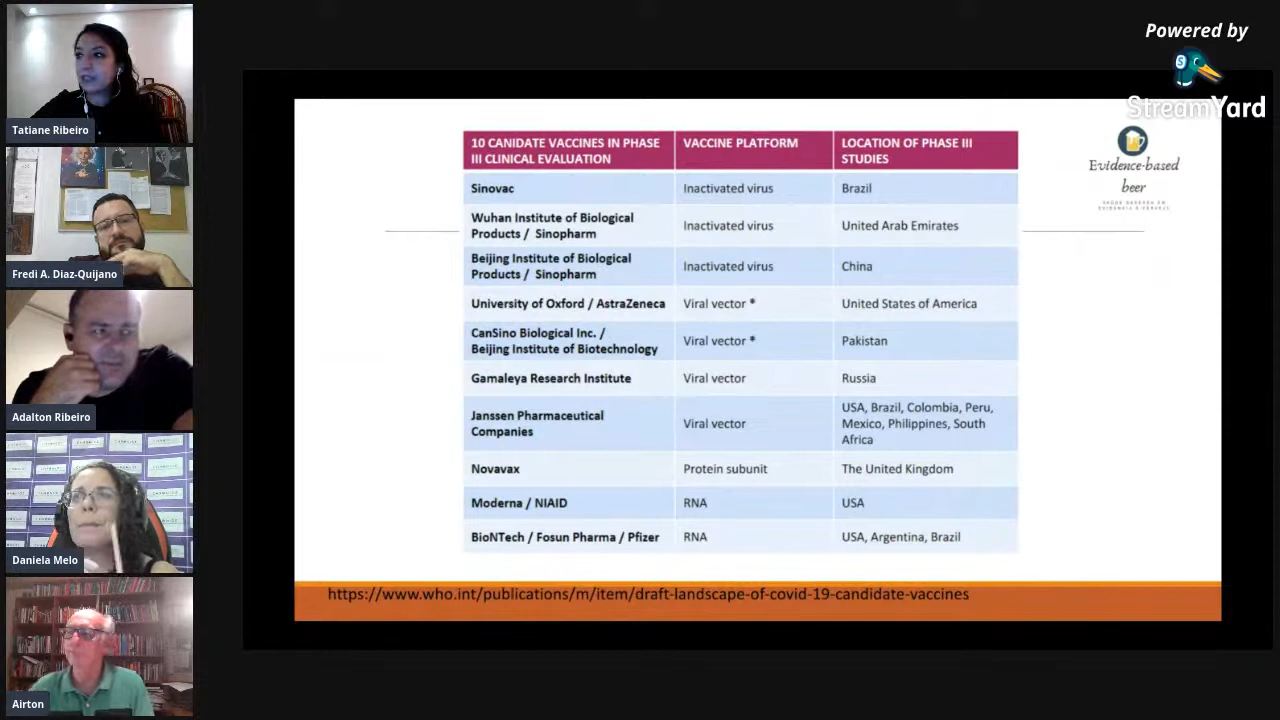 Powered by
StreamYard
Tatiane Ribeiro
Fredi A. Diaz-Quijano
Adalton Ribeiro
Daniela Melo
Airton
10 CANIDATE VACCINES IN PHASE
III CLINICAL EVALUATION
VACCINE PLATFORM
LOCATION OF PHASE III
STUDIES
Sinovac
Inactivated virus
Brazil
Wuhan Institute of Biological
Products / Sinopharm
Inactivated virus
United Arab Emirates
Beijing Institute of Biological
Products / Sinopharm
Inactivated virus
China
University of Oxford / AstraZeneca
Viral vector *
United States of America
CanSino Biological Inc. /
Beijing Institute of Biotechnology
Viral vector *
Pakistan
Gamaleya Research Institute
Viral vector
Russia
Janssen Pharmaceutical
Companies
Viral vector
USA, Brazil, Colombia, Peru,
Mexico, Philippines, South
Africa
Novavax
Protein subunit
The United Kingdom
Moderna / NIAID
RNA
USA
BioNTech / Fosun Pharma / Pfizer
RNA
USA, Argentina, Brazil
Evidence-based
beer
https://www.who.int/publications/m/item/draft-landscape-of-covid-19-candidate-vaccines